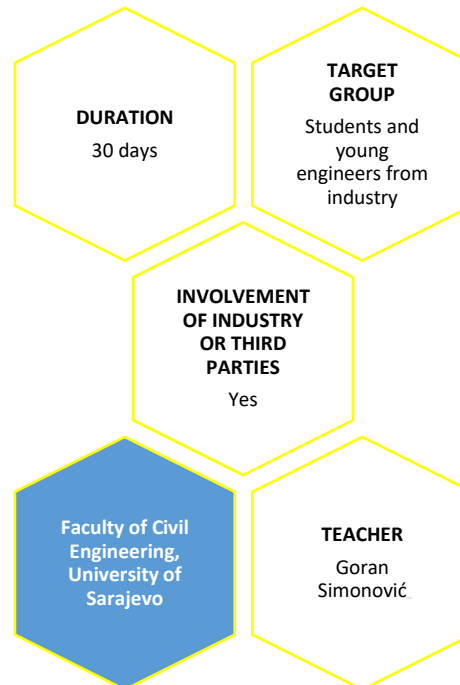 DURATION
30 days
TARGET
GROUP
Students and
young
engineers from
industry
INVOLVEMENT
OF INDUSTRY
OR THIRD
PARTIES
Yes
Faculty of Civil
Engineering,
University of
Sarajevo
TEACHER
Goran
Simonović